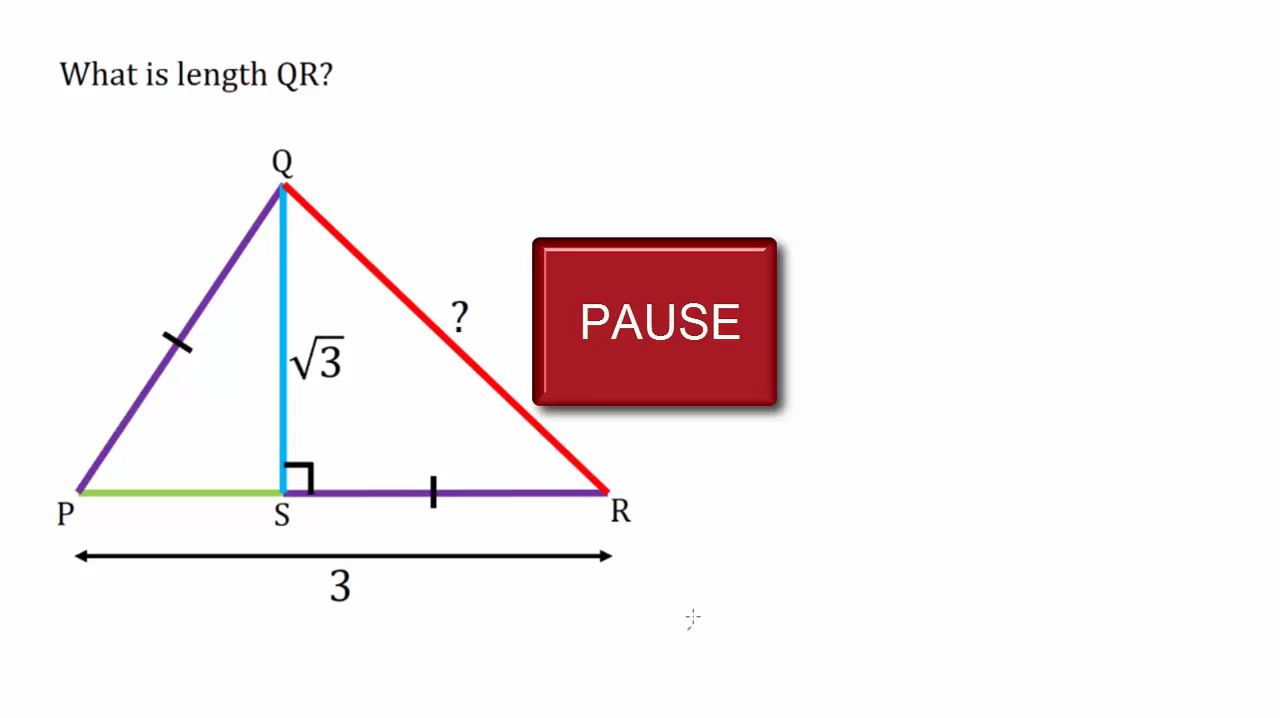 What is length QR?
Q
?
PAUSE
√3
P
S
R
3